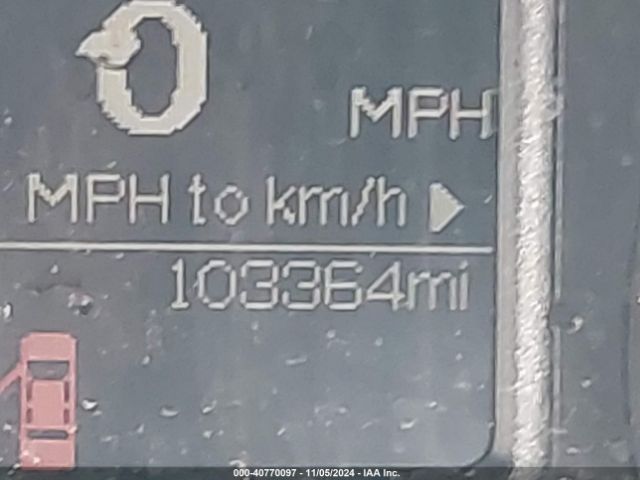 0
MPH
MPH to km/h
103364mi
000-40770097 - 11/05/2024 - IAA Inc.